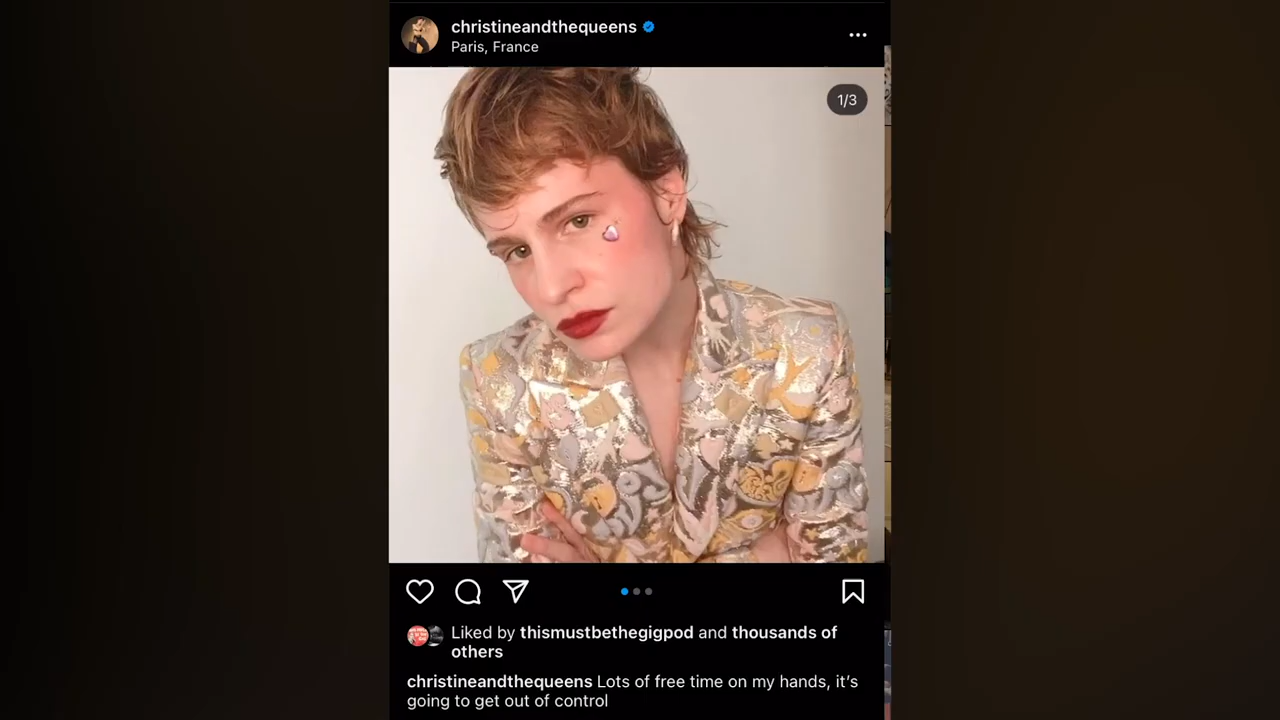 christineandthequeens
Paris, France
1/3
Liked by thismustbethegigpod and thousands of
others
christineandthequeens Lots of free time on my hands, it’s
going to get out of control